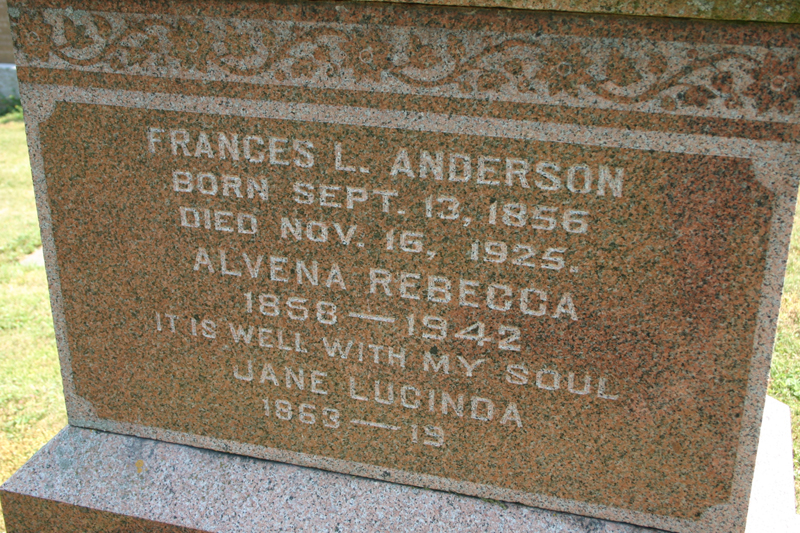 FRANCES L. ANDERSON
BORN SEPT. 13, 1856
DIED NOV. 16, 1925.
ALVENA REBECCA
1858 — 1942
IT IS WELL WITH MY SOUL
JANE LUCINDA
1863 — 19